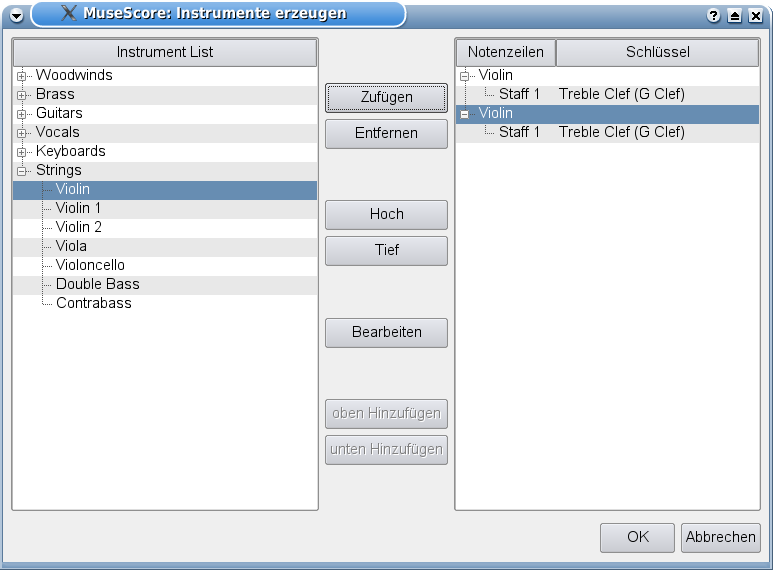 MuseScore: Instrumente erzeugen
Instrument List
Woodwinds
Brass
Guitars
Vocals
Keyboards
Strings
Violin
Violin 1
Violin 2
Viola
Violoncello
Double Bass
Contrabass
Zufügen
Entfernen
Hoch
Tief
Bearbeiten
oben Hinzufügen
unten Hinzufügen
Notenzeilen Schlüssel
Violin
Staff 1 Treble Clef (G Clef)
Violin
Staff 1 Treble Clef (G Clef)
OK Abbrechen